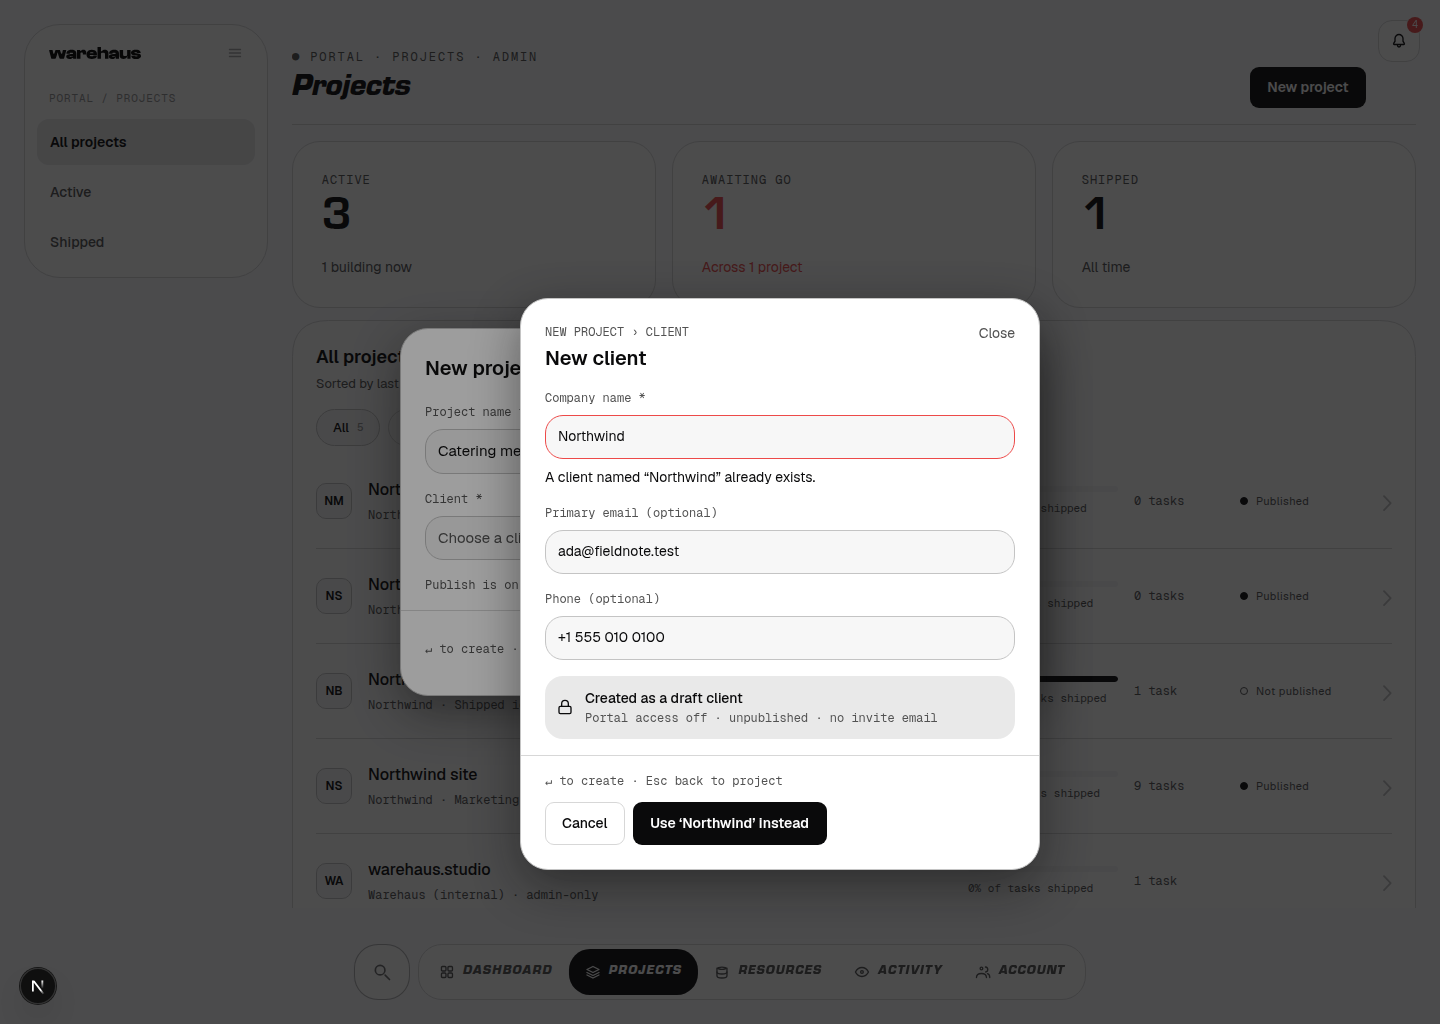 warehaus
PORTAL / PROJECTS
All projects
Active
Shipped
PORTAL · PROJECTS · ADMIN
Projects
4
New project
ACTIVE
3
1 building now
AWAITING GO
1
Across 1 project
SHIPPED
1
All time
All project
Sorted by last
All 5
NM
Nort
North
0 tasks
Published
shipped
NS
Nort
North
0 tasks
Published
shipped
NB
Nort
Northwind · Shipped i
ks shipped
1 task
Not published
NS
Northwind site
Northwind · Marketing
s shipped
9 tasks
Published
WA
warehaus.studio
Warehaus (internal) · admin-only
0% of tasks shipped
1 task
New proje
Project name
Catering me
Client *
Choose a cli
Publish is on
↵ to create ·
NEW PROJECT › CLIENT
Close
New client
Company name *
Northwind
A client named “Northwind” already exists.
Primary email (optional)
ada@fieldnote.test
Phone (optional)
+1 555 010 0100
Created as a draft client
Portal access off · unpublished · no invite email
↵ to create · Esc back to project
Cancel
Use ‘Northwind’ instead
N
DASHBOARD
PROJECTS
RESOURCES
ACTIVITY
ACCOUNT